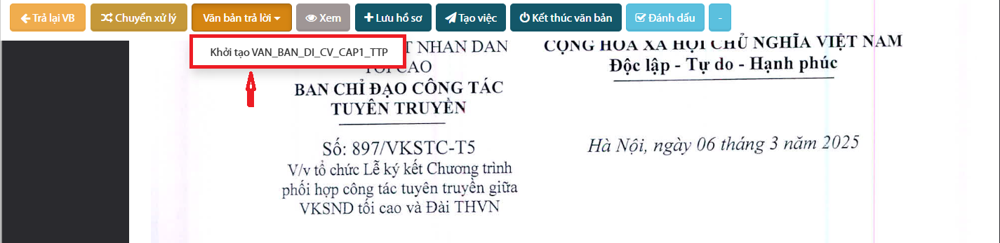 Trả lại VB
Chuyển xử lý
Văn bản trả lời
Xem
Lưu hồ sơ
Tạo việc
Kết thúc văn bản
Đánh dấu
-
Khởi tạo VAN_BAN_DI_CV_CAP1_TTP
T NHAN DAN
TỐI CAO
BAN CHỈ ĐẠO CÔNG TÁC
TUYÊN TRUYỀN
Số: 897/VKSTC-T5
V/v tổ chức Lễ ký kết Chương trình
phối hợp công tác tuyên truyền giữa
VKSND tối cao và Đài THVN
CỘNG HÒA XÃ HỘI CHỦ NGHĨA VIỆT NAM
Độc lập - Tự do - Hạnh phúc
Hà Nội, ngày 06 tháng 3 năm 2025